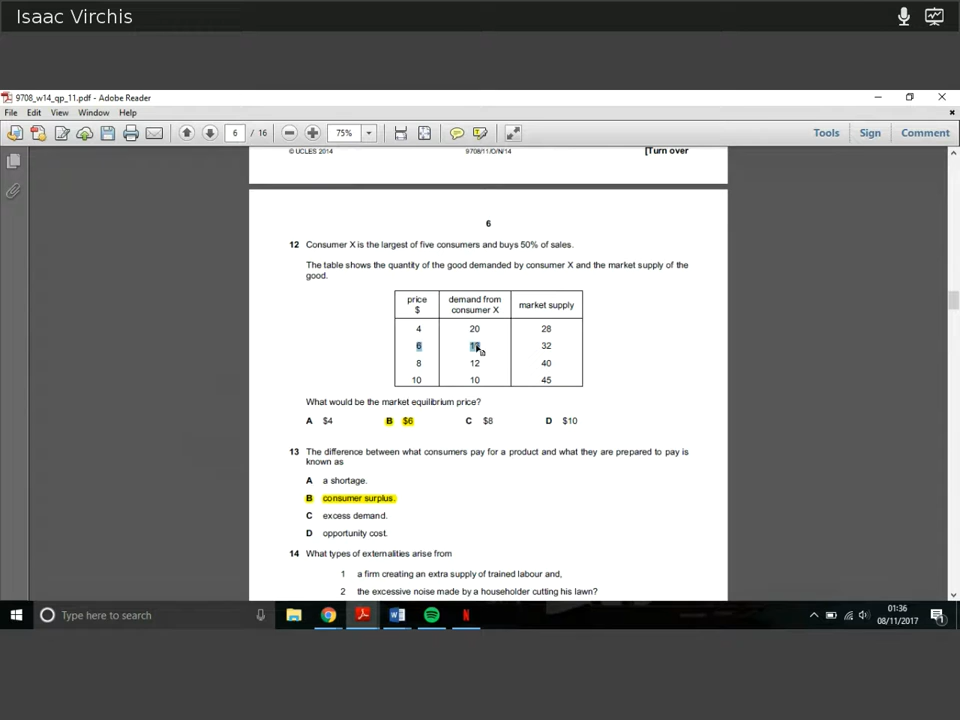 Isaac Virchis
9708_w14_qp_11.pdf - Adobe Reader
File Edit View Window Help
6 / 16 75% Tools Sign Comment
© UCLES 2014 9708/11/O/N/14 [Turn over
6
12 Consumer X is the largest of five consumers and buys 50% of sales.
The table shows the quantity of the good demanded by consumer X and the market supply of the
good.
price $ demand from consumer X market supply
4 20 28
6 32
8 12 40
10 10 45
What would be the market equilibrium price?
A $4 B $6 C $8 D $10
13 The difference between what consumers pay for a product and what they are prepared to pay is
known as
A a shortage.
B consumer surplus.
C excess demand.
D opportunity cost.
14 What types of externalities arise from
1 a firm creating an extra supply of trained labour and,
2 the excessive noise made by a householder cutting his lawn?
Type here to search
01:36
08/11/2017